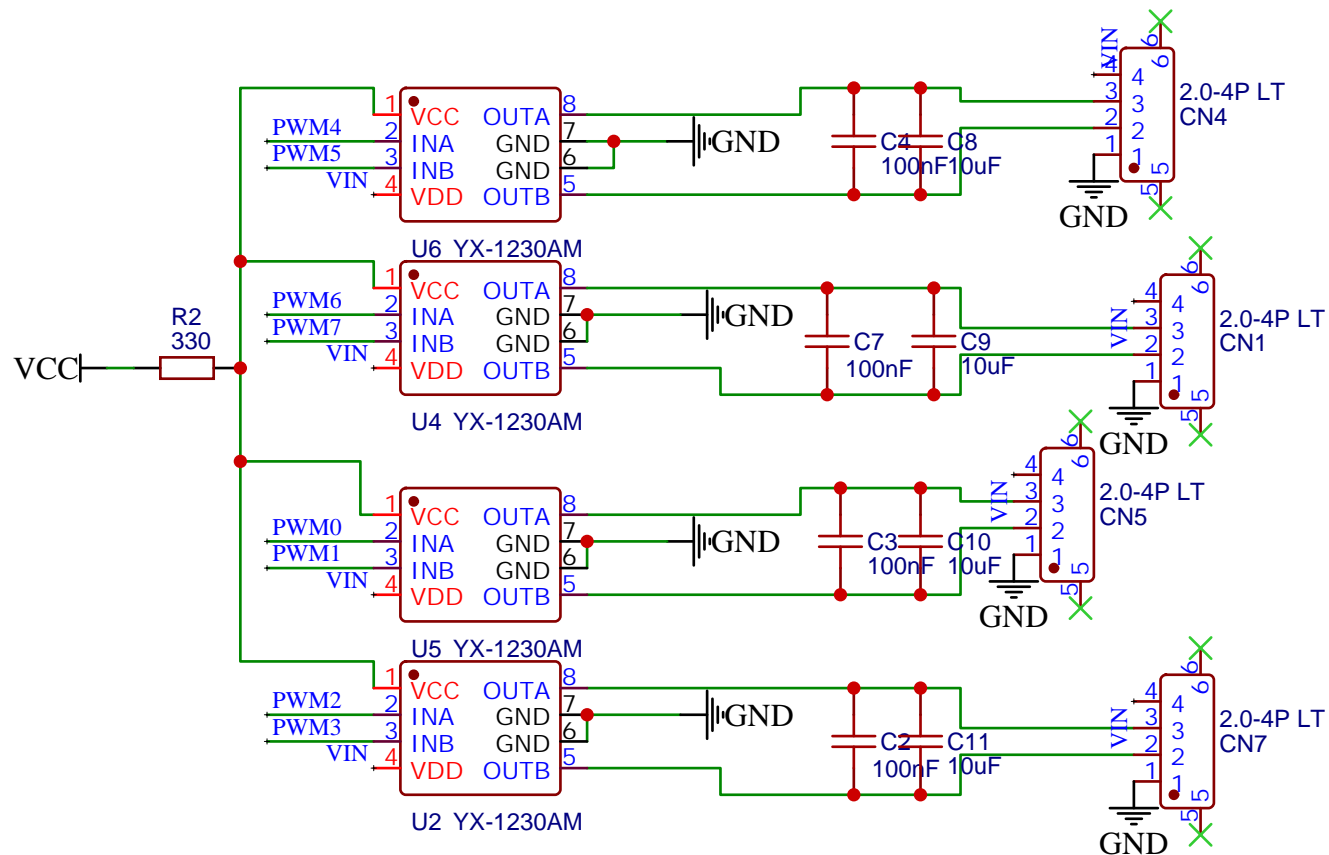 VCC
R2
330
PWM4
PWM5
VIN
1
2
3
4
VCC
INA
INB
VDD
OUTA
GND
GND
OUTB
8
7
6
5
U6 YX-1230AM
GND
C4
100nF
C8
10uF
VIN
4
3
2
1
4
3
2
1
6
6
5
5
GND
2.0-4P LT
CN4
PWM6
PWM7
VIN
1
2
3
4
VCC
INA
INB
VDD
OUTA
GND
GND
OUTB
8
7
6
5
U4 YX-1230AM
GND
C7
100nF
C9
10uF
VIN
4
3
2
1
4
3
2
1
6
6
5
5
GND
2.0-4P LT
CN1
PWM0
PWM1
VIN
1
2
3
4
VCC
INA
INB
VDD
OUTA
GND
GND
OUTB
8
7
6
5
U5 YX-1230AM
GND
C3
100nF
C10
10uF
VIN
4
3
2
1
4
3
2
1
6
6
5
5
GND
2.0-4P LT
CN5
PWM2
PWM3
VIN
1
2
3
4
VCC
INA
INB
VDD
OUTA
GND
GND
OUTB
8
7
6
5
U2 YX-1230AM
GND
C2
100nF
C11
10uF
VIN
4
3
2
1
4
3
2
1
6
6
5
5
GND
2.0-4P LT
CN7